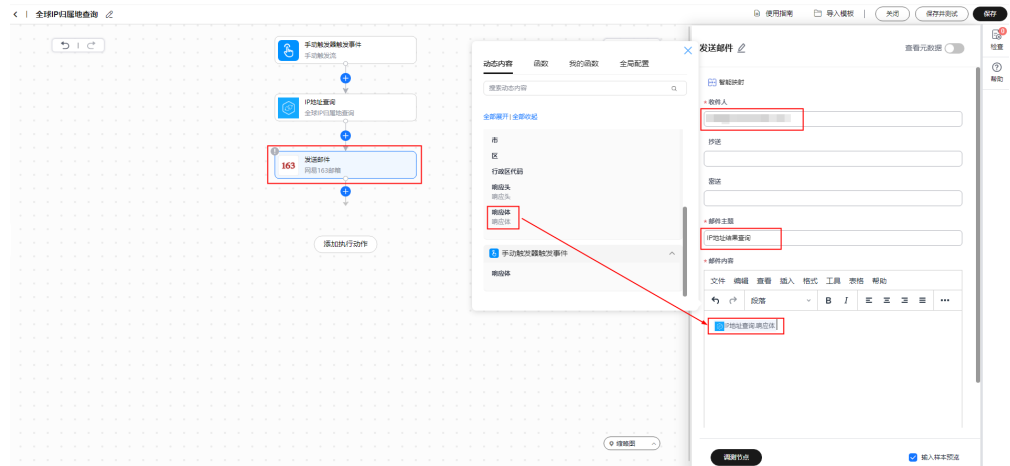 全球IP归属地查询
使用指南
导入模板
关闭
保存并测试
保存
手动触发器触发事件
手动触发流
IP地址查询
全球IP归属地查询
163
发送邮件
网易163邮箱
添加执行动作
缩略图
动态内容
函数
我的函数
全局配置
搜索动态内容
全部展开|全部收起
市
区
行政区代码
响应头
响应头
响应体
响应体
手动触发器触发事件
响应体
发送邮件
查看元数据
智能映射
*收件人
抄送
密送
*邮件主题
IP地址结果查询
*邮件内容
文件 编辑 查看 插入 格式 工具 表格 帮助
段落
B I
IP地址查询.响应体
调测节点
输入样本预览
检查
帮助